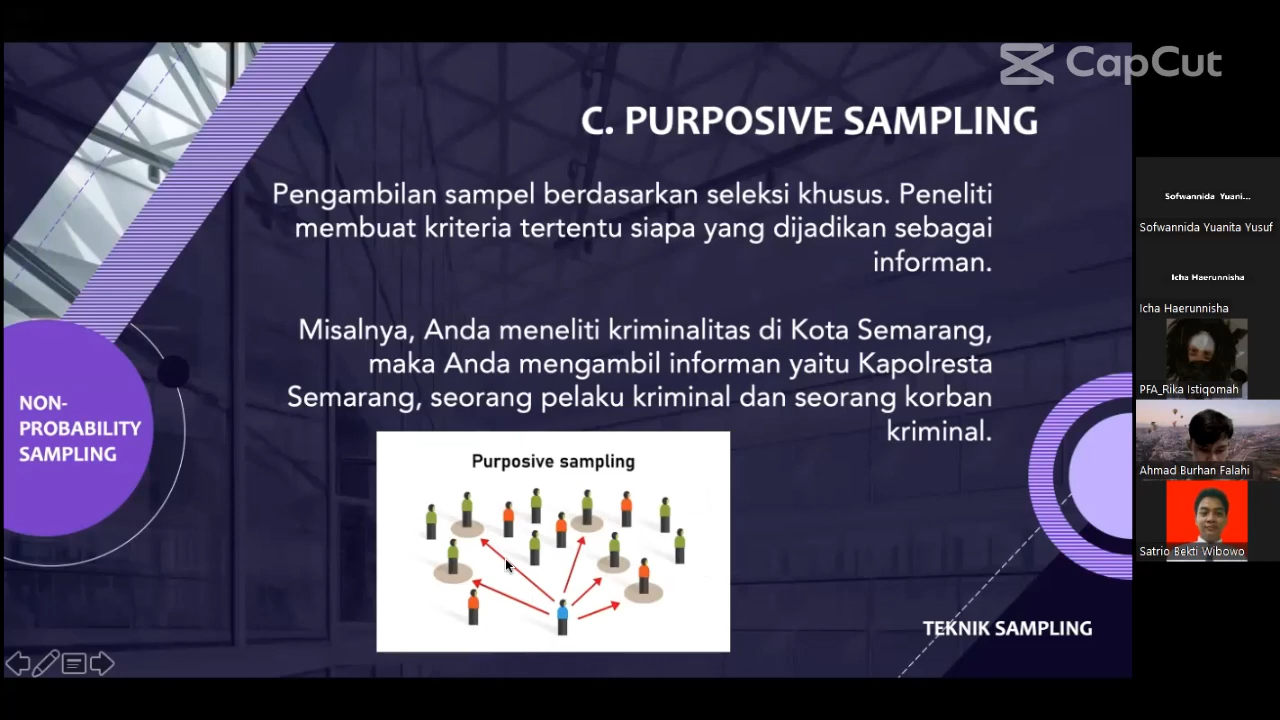 CapCut
C. PURPOSIVE SAMPLING
Pengambilan sampel berdasarkan seleksi khusus. Peneliti
membuat kriteria tertentu siapa yang dijadikan sebagai
informan.
Misalnya, Anda meneliti kriminalitas di Kota Semarang,
maka Anda mengambil informan yaitu Kapolresta
Semarang, seorang pelaku kriminal dan seorang korban
kriminal.
NON-
PROBABILITY
SAMPLING
Purposive sampling
TEKNIK SAMPLING
Sofwannida Yuani...
Sofwannida Yuanita Yusuf
Icha Haerunnisha
Icha Haerunnisha
PFA_Rika Istiqomah
Ahmad Burhan Falahi
Satrio Bekti Wibowo